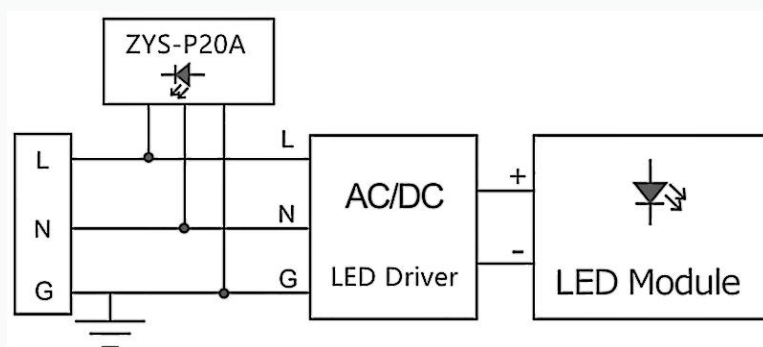 ZYS-P20A
L
N
G
L
N
G
AC/DC
LED Driver
+
-
LED Module